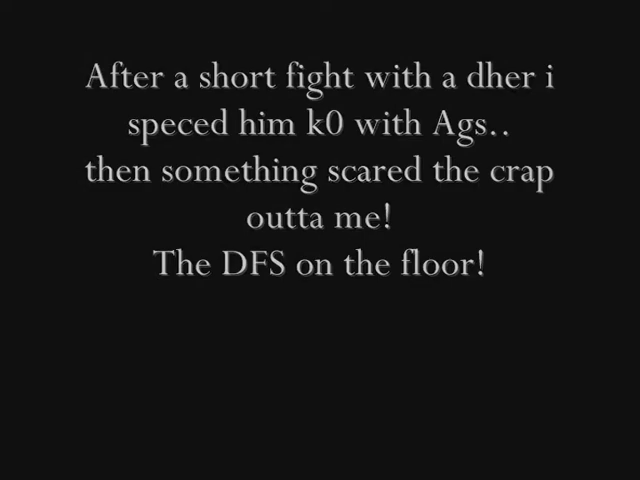 After a short fight with a dher i
speced him k0 with Ags..
then something scared the crap
outta me!
The DFS on the floor!